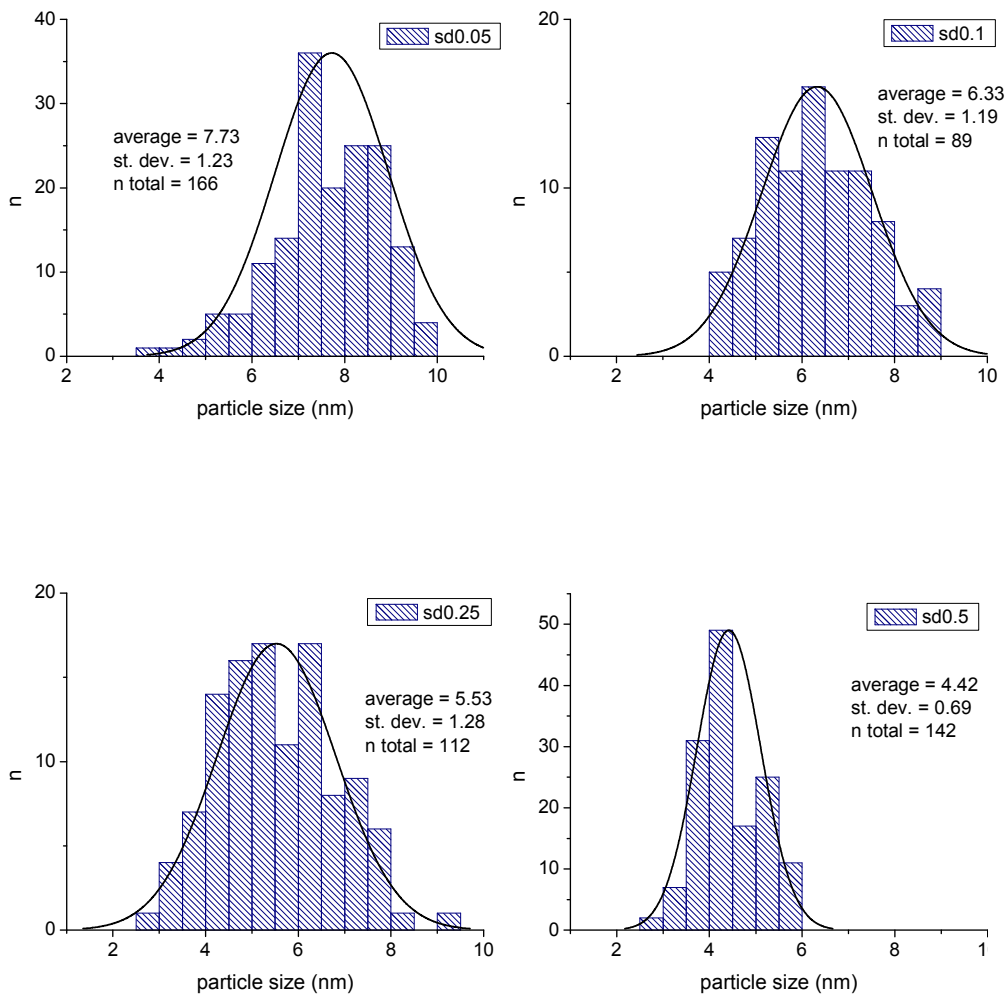 sd0.05
average = 7.73
st. dev. = 1.23
n total = 166
40
30
20
10
0
n
2
4
6
8
10
particle size (nm)
sd0.1
average = 6.33
st. dev. = 1.19
n total = 89
20
10
0
n
2
4
6
8
10
particle size (nm)
sd0.25
average = 5.53
st. dev. = 1.28
n total = 112
20
10
0
n
2
4
6
8
10
particle size (nm)
sd0.5
average = 4.42
st. dev. = 0.69
n total = 142
50
40
30
20
10
0
n
2
4
6
8
1
particle size (nm)